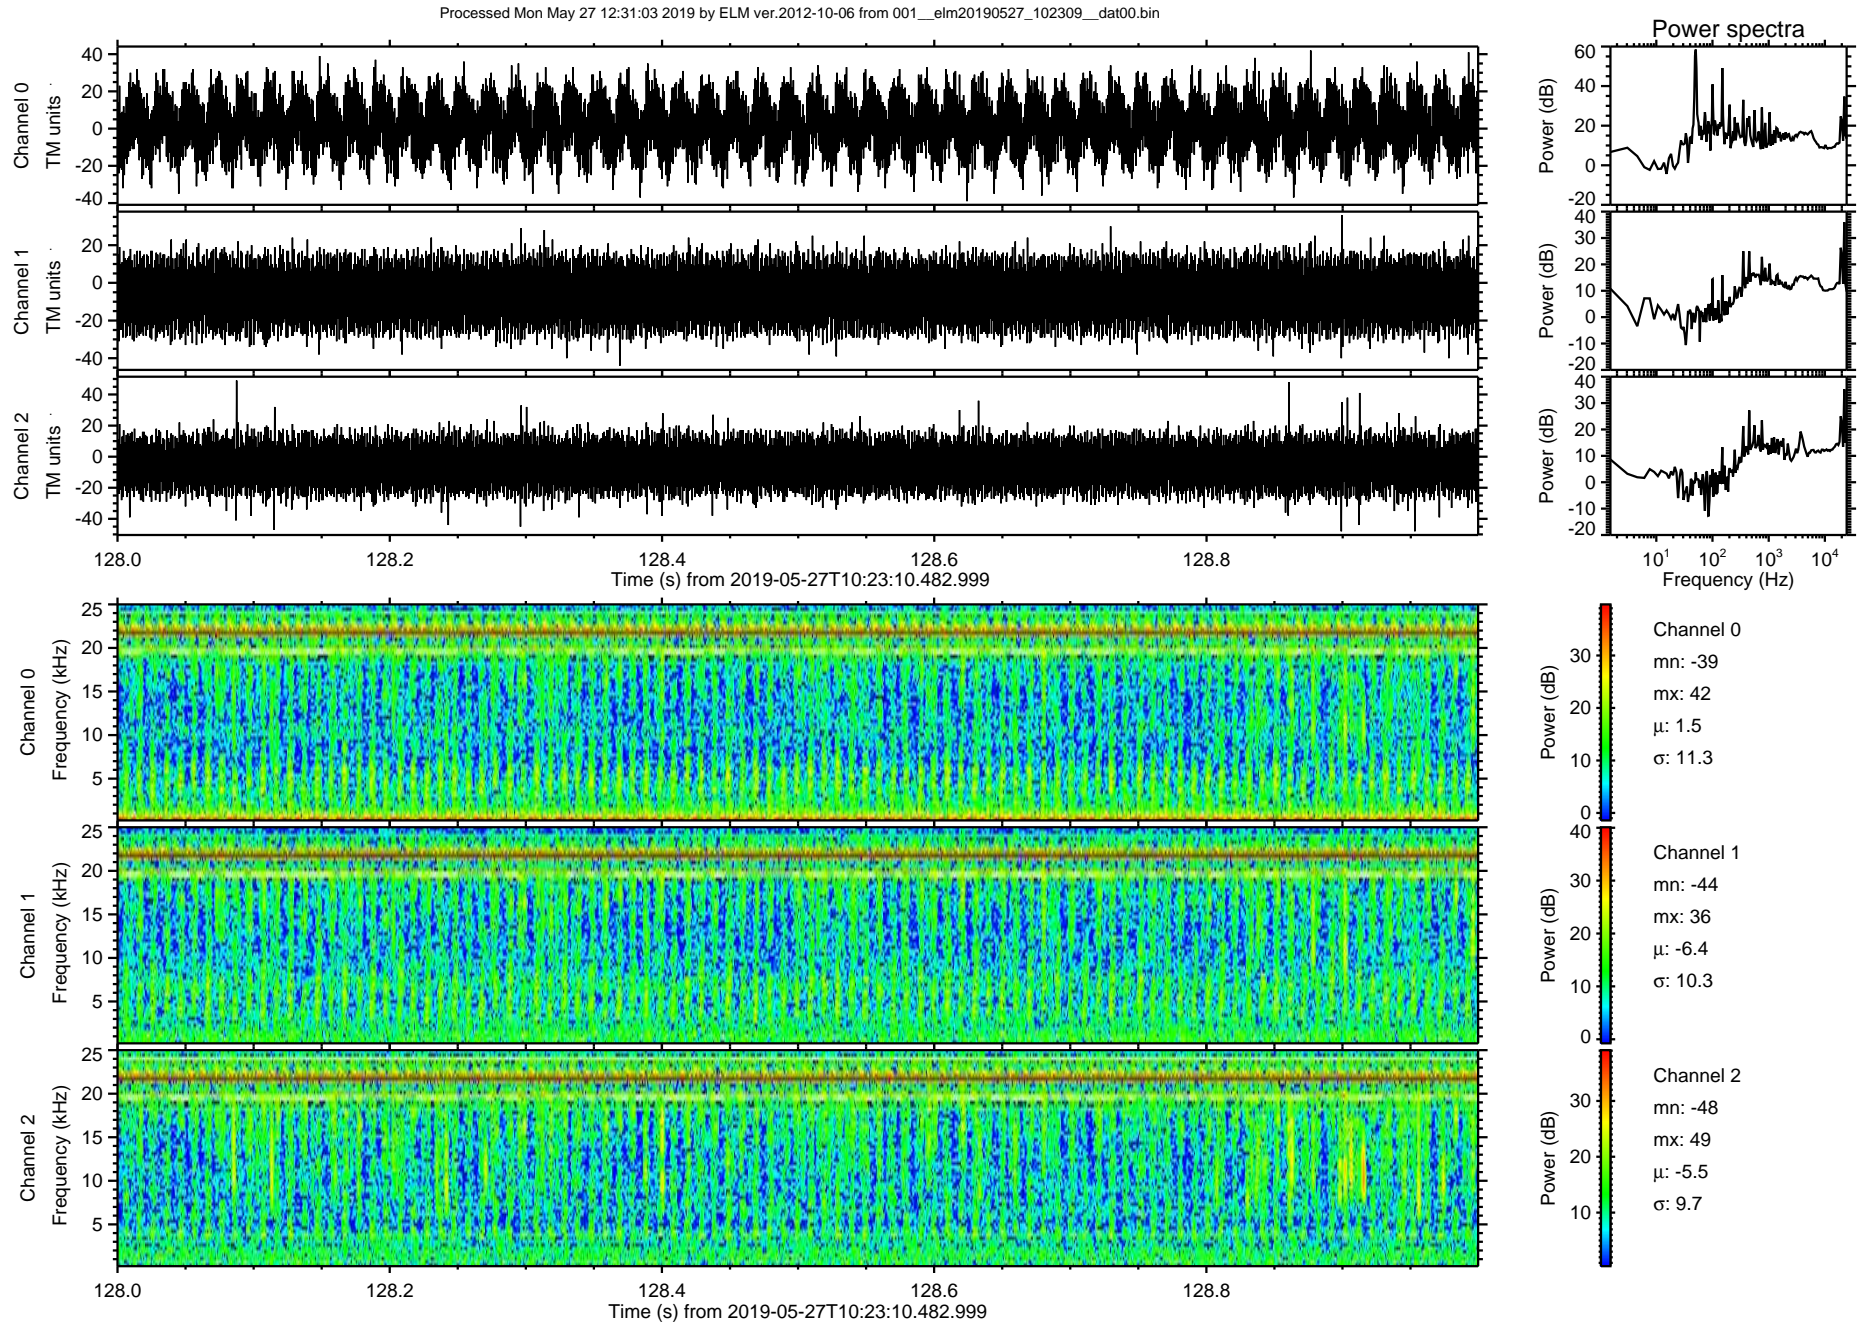 Processed Mon May 27 12:31:03 2019 by ELM ver.2012-10-06 from 001__elm20190527_102309__dat00.bin
Power spectra
Channel 0
TM units
40
20
0
-20
-40
Power (dB)
60
40
20
0
-20
Channel 1
TM units
20
0
-20
-40
Power (dB)
40
30
20
10
0
-10
-20
Channel 2
TM units
40
20
0
-20
-40
Power (dB)
40
30
20
10
0
-10
-20
128.0 128.2 128.4 128.6 128.8
Time (s) from 2019-05-27T10:23:10.482.999
10^1 10^2 10^3 10^4
Frequency (Hz)
Channel 0
Frequency (kHz)
25
20
15
10
5
Power (dB)
30
20
10
0
Channel 0
mn: -39
mx: 42
μ: 1.5
σ: 11.3
Channel 1
Frequency (kHz)
25
20
15
10
5
Power (dB)
40
30
20
10
0
Channel 1
mn: -44
mx: 36
μ: -6.4
σ: 10.3
Channel 2
Frequency (kHz)
25
20
15
10
5
Power (dB)
30
20
10
Channel 2
mn: -48
mx: 49
μ: -5.5
σ: 9.7
128.0 128.2 128.4 128.6 128.8
Time (s) from 2019-05-27T10:23:10.482.999